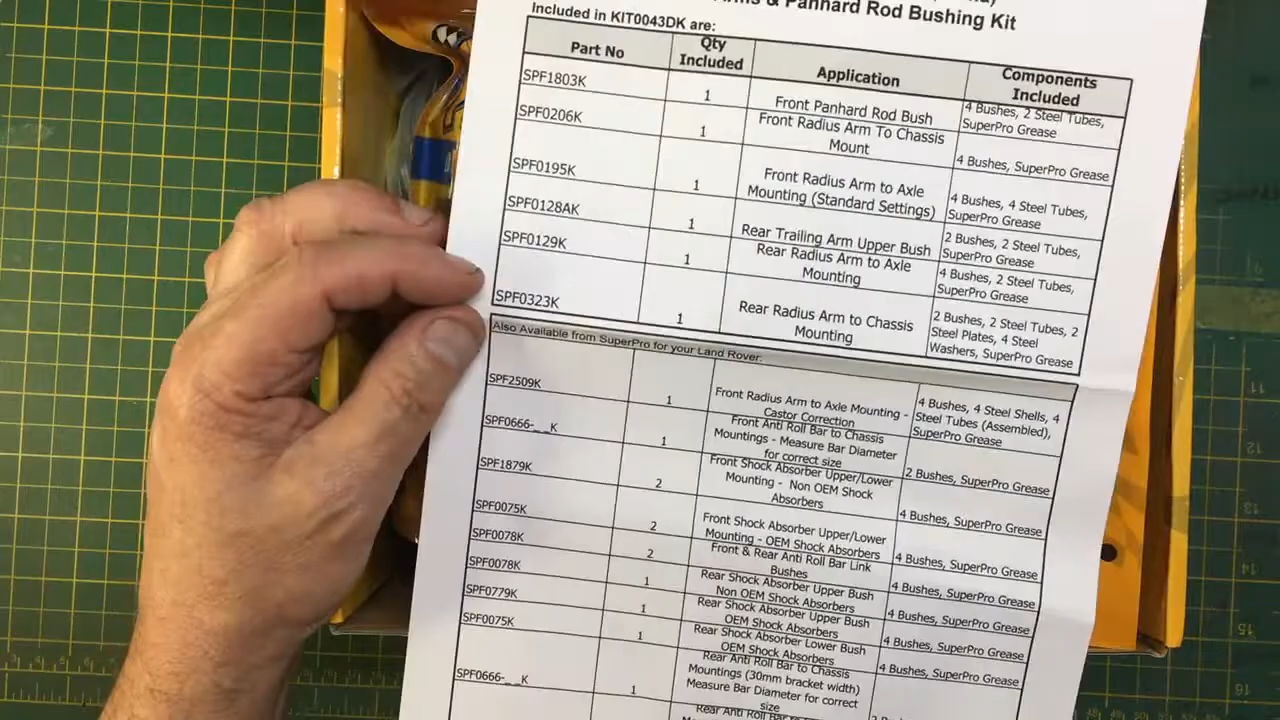 & Panhard Rod Bushing Kit
Included in KIT0043DK are:
Part No
Qty
Included
Application
Components
Included
SPF1803K
1
Front Panhard Rod Bush
4 Bushes, 2 Steel Tubes,
SuperPro Grease
SPF0206K
1
Front Radius Arm To Chassis
Mount
4 Bushes, SuperPro Grease
SPF0195K
1
Front Radius Arm to Axle
Mounting (Standard Settings)
4 Bushes, 4 Steel Tubes,
SuperPro Grease
SPF0128AK
1
Rear Trailing Arm Upper Bush
2 Bushes, 2 Steel Tubes,
SuperPro Grease
SPF0129K
1
Rear Radius Arm to Axle
Mounting
4 Bushes, 2 Steel Tubes,
SuperPro Grease
SPF0323K
1
Rear Radius Arm to Chassis
Mounting
2 Bushes, 2 Steel Tubes, 2
Steel Plates, 4 Steel
Washers, SuperPro Grease
Also Available from SuperPro for your Land Rover:
SPF2509K
1
Front Radius Arm to Axle Mounting -
Castor Correction
4 Bushes, 4 Steel Shells, 4
Steel Tubes (Assembled),
SuperPro Grease
SPF0666-_ _K
1
Front Anti Roll Bar to Chassis
Mountings - Measure Bar Diameter
for correct size
2 Bushes, SuperPro Grease
SPF1879K
2
Front Shock Absorber Upper/Lower
Mounting - Non OEM Shock
Absorbers
4 Bushes, SuperPro Grease
SPF0075K
2
Front Shock Absorber Upper/Lower
Mounting - OEM Shock Absorbers
4 Bushes, SuperPro Grease
SPF0078K
2
Front & Rear Anti Roll Bar Link
Bushes
4 Bushes, SuperPro Grease
SPF0078K
1
Rear Shock Absorber Upper Bush
Non OEM Shock Absorbers
4 Bushes, SuperPro Grease
SPF0779K
1
Rear Shock Absorber Upper Bush
OEM Shock Absorbers
4 Bushes, SuperPro Grease
SPF0075K
1
Rear Shock Absorber Lower Bush
OEM Shock Absorbers
4 Bushes, SuperPro Grease
SPF0666-_ _K
1
Rear Anti Roll Bar to Chassis
Mountings (30mm bracket width)
Measure Bar Diameter for correct
size
Rear Anti Roll Bar to
11
12
13
14
15
16